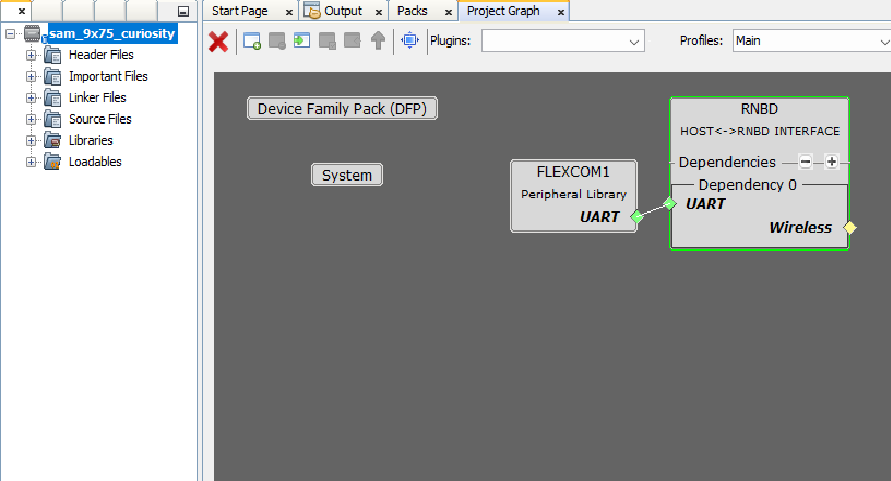 Start Page
Output
Packs
Project Graph
sam_9x75_curiosity
Header Files
Important Files
Linker Files
Source Files
Libraries
Loadables
Plugins:
Profiles:
Main
Device Family Pack (DFP)
System
FLEXCOM1
Peripheral Library
UART
RNBD
HOST<->RNBD INTERFACE
Dependencies
Dependency 0
UART
Wireless